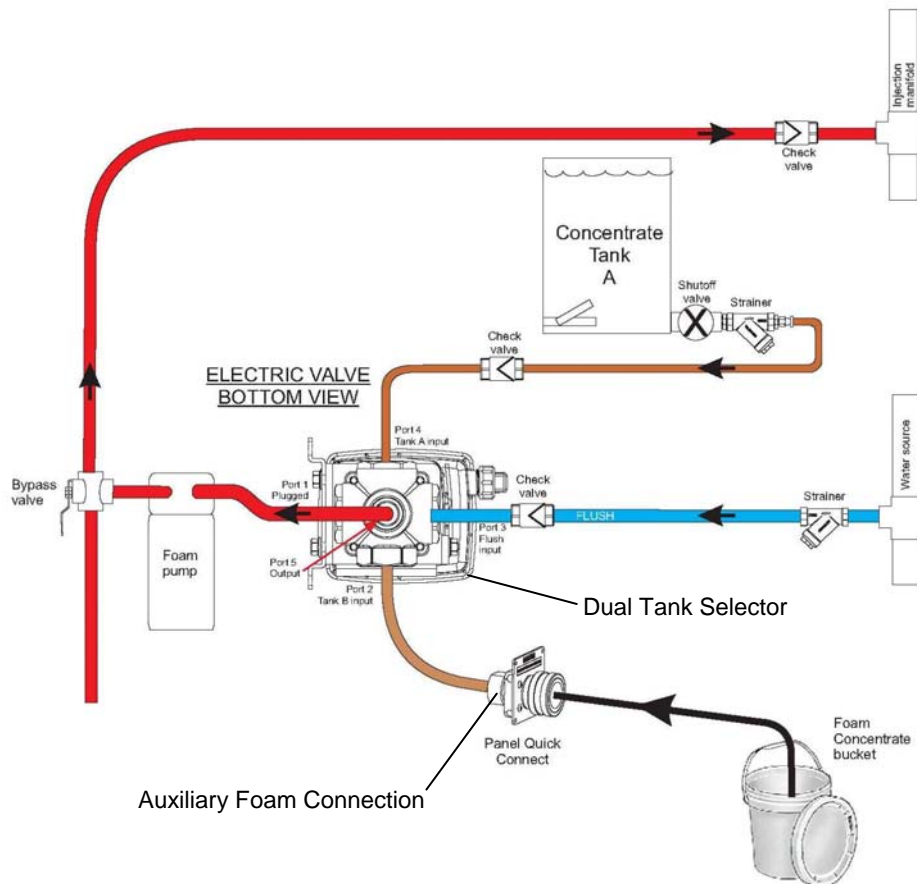 Injection
manifold
Check
valve
Concentrate
Tank
A
Shutoff
valve
Strainer
Check
valve
ELECTRIC VALVE
BOTTOM VIEW
Port 4
Tank A input
Water source
Bypass
valve
Port 1
Plugged
Check
valve
Strainer
FLUSH
Port 3
Flush
input
Foam
pump
Port 5
Output
Port 2
Tank B input
Dual Tank Selector
Panel Quick
Connect
Foam
Concentrate
bucket
Auxiliary Foam Connection